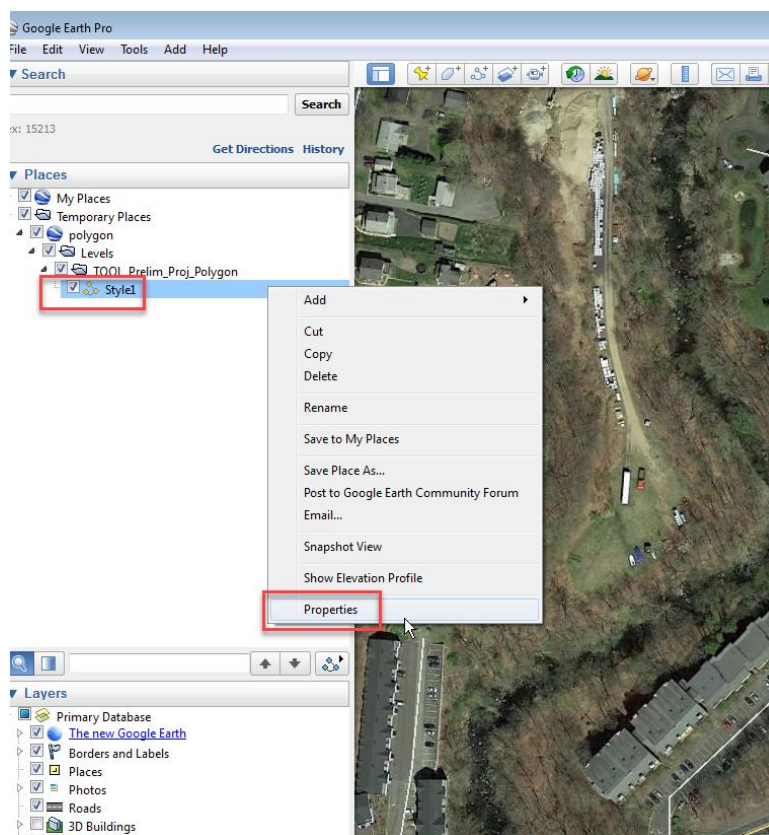 Google Earth Pro
File Edit View Tools Add Help
Search
Search
ex: 15213
Get Directions History
Places
My Places
Temporary Places
polygon
Levels
TOOL_Prelim_Proj_Polygon
Style1
Add
Cut
Copy
Delete
Rename
Save to My Places
Save Place As...
Post to Google Earth Community Forum
Email...
Snapshot View
Show Elevation Profile
Properties
Layers
Primary Database
The new Google Earth
Borders and Labels
Places
Photos
Roads
3D Buildings